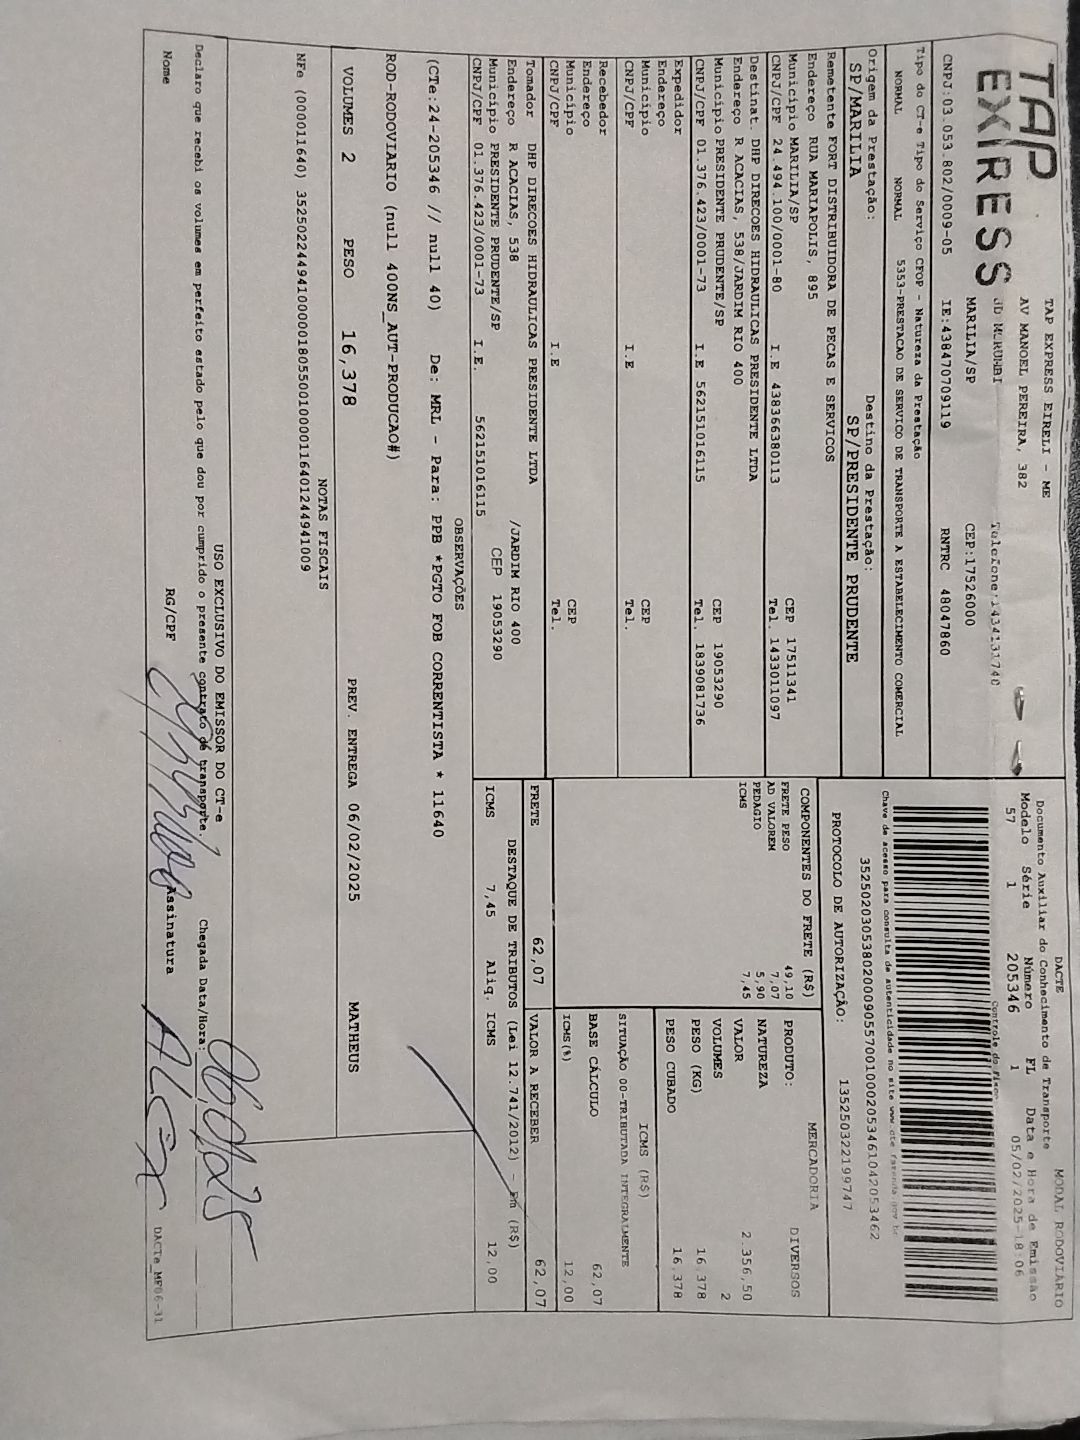 TAP EXPRESS
TAP EXPRESS EIRELI - ME
AV MANOEL PEREIRA, 382
JD MORUMBI Telefone:1434131740
MARILIA/SP CEP:17526000
CNPJ:03.053.802/0009-05 IE:438470709119 RNTRC 48047860
DACTE MODAL RODOVIÁRIO
Documento Auxiliar do Conhecimento de Transporte
Modelo Série Número FL Data e Hora de Emissão
57 1 205346 1 05/02/2025-18:06
Controle do Fisco
Tipo do CT-e Tipo do Serviço CFOP - Natureza da Prestação
NORMAL NORMAL 5353-PRESTACAO DE SERVICO DE TRANSPORTE A ESTABELECIMENTO COMERCIAL
Chave de acesso para consulta de autenticidade no site www.cte.fazenda.gov.br
Origem da Prestação: Destino da Prestação:
SP/MARILIA SP/PRESIDENTE PRUDENTE
PROTOCOLO DE AUTORIZAÇÃO: 135250322199747
Remetente FORT DISTRIBUIDORA DE PECAS E SERVICOS
Endereço RUA MARIAPOLIS, 895
Município MARILIA/SP CEP 17511341
CNPJ/CPF 24.494.100/0001-80 I.E 438366380113 Tel. 1433011097
Destinat. DHP DIRECOES HIDRAULICAS PRESIDENTE LTDA
Endereço R ACACIAS, 538/JARDIM RIO 400
Município PRESIDENTE PRUDENTE/SP CEP 19053290
CNPJ/CPF 01.376.423/0001-73 I.E 562151016115 Tel. 1839081736
Expedidor
Endereço
Município CEP
CNPJ/CPF I.E Tel.
Recebedor
Endereço
Município CEP
CNPJ/CPF I.E Tel.
Tomador DHP DIRECOES HIDRAULICAS PRESIDENTE LTDA
Endereço R ACACIAS, 538 /JARDIM RIO 400
Município PRESIDENTE PRUDENTE/SP CEP 19053290
CNPJ/CPF 01.376.423/0001-73 I.E. 562151016115
COMPONENTES DO FRETE (R$)
FRETE PESO 49,10
AD VALOREM 7,07
PEDAGIO 5,90
ICMS 7,45
MERCADORIA
PRODUTO: DIVERSOS
NATUREZA
VALOR 2.356,50
VOLUMES 2
PESO (KG) 16,378
PESO CUBADO 16,378
ICMS (R$)
SITUAÇÃO 00-TRIBUTADA INTEGRALMENTE
BASE CÁLCULO 62,07
ICMS(%) 12,00
FRETE 62,07 VALOR A RECEBER 62,07
DESTAQUE DE TRIBUTOS (Lei 12.741/2012) - Em (R$)
ICMS 7,45 Aliq. ICMS 12,00
OBSERVAÇÕES
(CTe:24-205346 // null 40) De: MRL - Para: PPB *PGTO FOB CORRENTISTA * 11640
ROD-RODOVIARIO (null 400NS_AUT-PRODUCAO#)
VOLUMES 2 PESO 16,378 PREV. ENTREGA 06/02/2025 MATHEUS
NOTAS FISCAIS
NFe (000011640) 35250224494100000180550010000116401244941009
USO EXCLUSIVO DO EMISSOR DO CT-e
Declaro que recebi os volumes em perfeito estado pelo que dou por cumprido o presente contrato de transporte. Chegada Data/Hora:
Nome RG/CPF Assinatura ALEX
DACTe_MF06-31